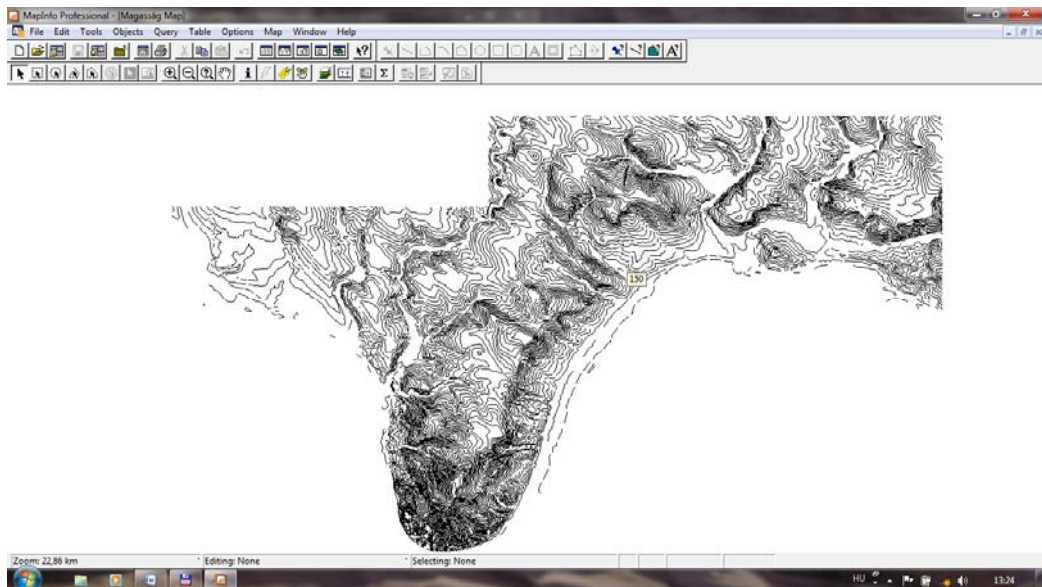 MapInfo Professional - [Magasság Map]
File Edit Tools Objects Query Table Options Map Window Help
150
Zoom: 22,86 km Editing: None Selecting: None
HU 13:24